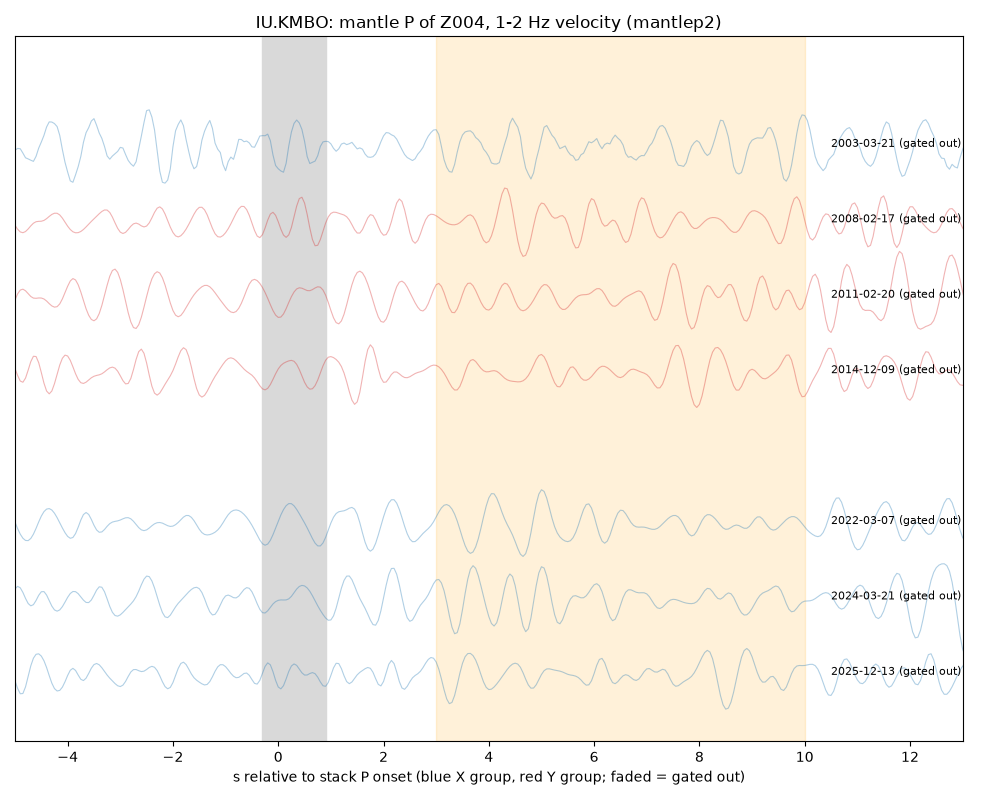 IU.KMBO: mantle P of Z004, 1-2 Hz velocity (mantlep2)
2003-03-21 (gated out)
2008-02-17 (gated out)
2011-02-20 (gated out)
2014-12-09 (gated out)
2022-03-07 (gated out)
2024-03-21 (gated out)
2025-12-13 (gated out)
−4 −2 0 2 4 6 8 10 12
s relative to stack P onset (blue X group, red Y group; faded = gated out)